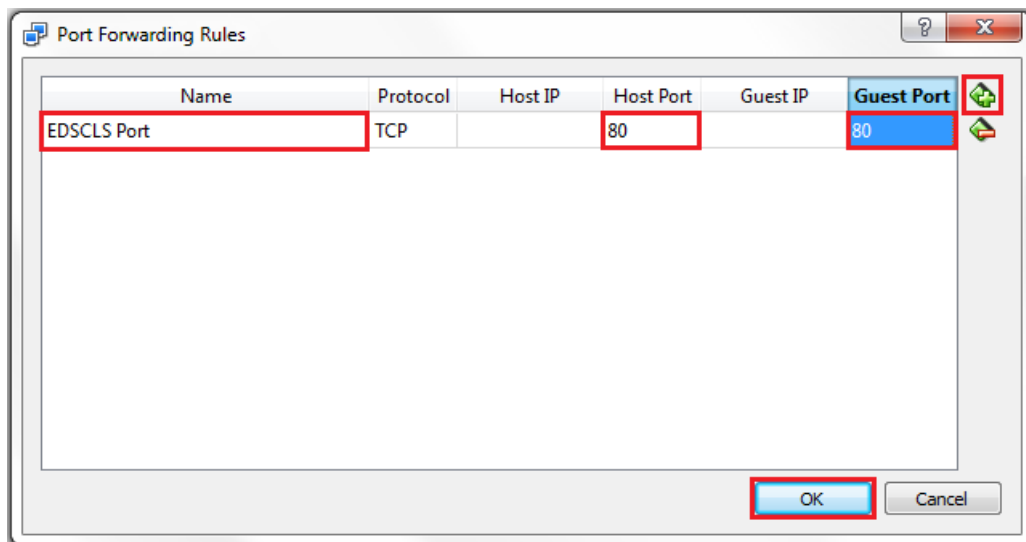 Port Forwarding Rules
Name Protocol Host IP Host Port Guest IP Guest Port
EDSCLS Port TCP 80 80
OK Cancel